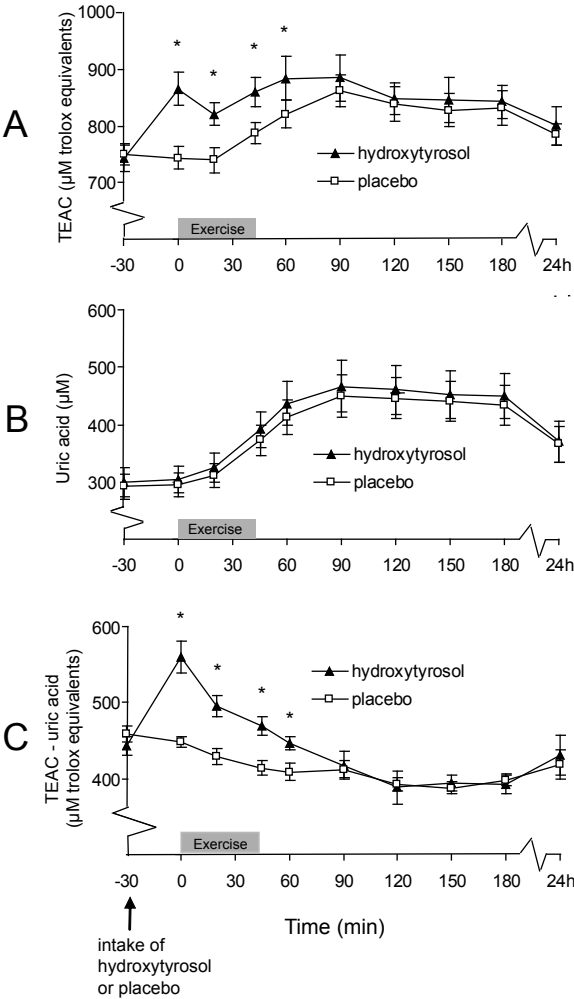 A
TEAC (µM trolox equivalents)
1000
900
800
700
* * * *
hydroxytyrosol
placebo
Exercise
-30 0 30 60 90 120 150 180 24h
B
Uric acid (µM)
600
500
400
300
hydroxytyrosol
placebo
Exercise
-30 0 30 60 90 120 150 180 24h
C
TEAC - uric acid
(µM trolox equivalents)
600
500
400
* * * *
hydroxytyrosol
placebo
Exercise
-30 0 30 60 90 120 150 180 24h
Time (min)
intake of
hydroxytyrosol
or placebo